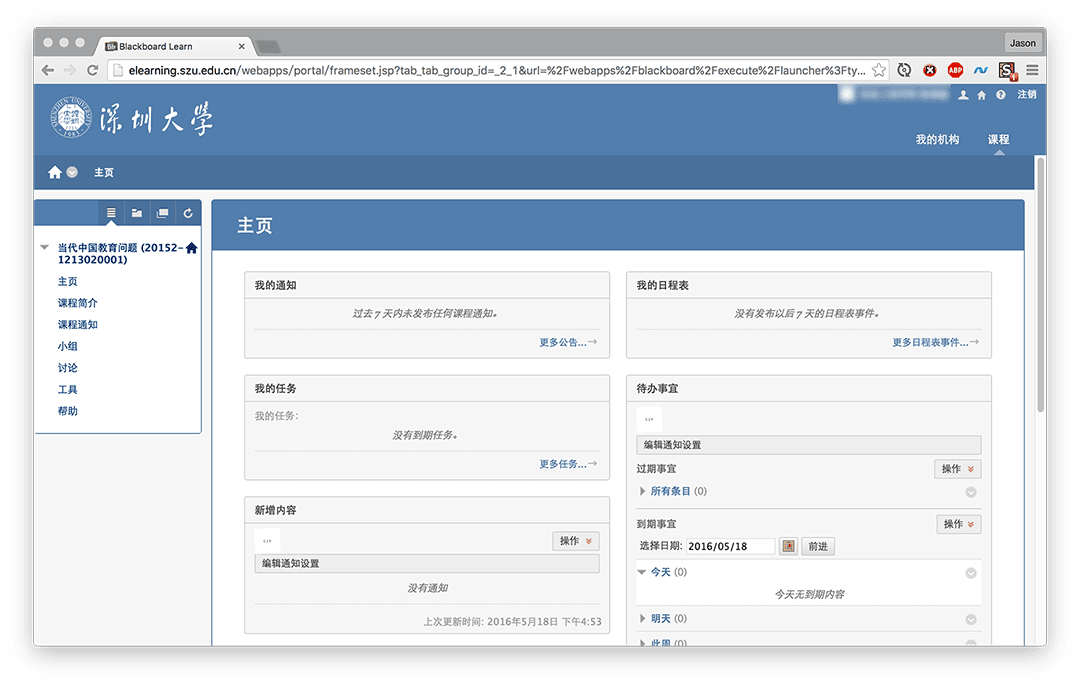 Blackboard Learn
Jason
elearning.szu.edu.cn/webapps/portal/frameset.jsp?tab_tab_group_id=_2_1&url=%2Fwebapps%2Fblackboard%2Fexecute%2Flauncher%3Fty...
ABP
注销
深圳大学
我的机构 课程
主页
当代中国教育问题 (20152-
1213020001)
主页
课程简介
课程通知
小组
讨论
工具
帮助
主页
我的通知
过去 7 天内未发布任何课程通知。
更多公告...→
我的任务
我的任务:
没有到期任务。
更多任务...→
新增内容
操作
编辑通知设置
没有通知
上次更新时间: 2016年5月18日 下午4:53
我的日程表
没有发布以后 7 天的日程表事件。
更多日程表事件...→
待办事宜
编辑通知设置
过期事宜
操作
所有条目 (0)
到期事宜
操作
选择日期: 2016/05/18 前进
今天 (0)
今天无到期内容
明天 (0)
此周 (0)